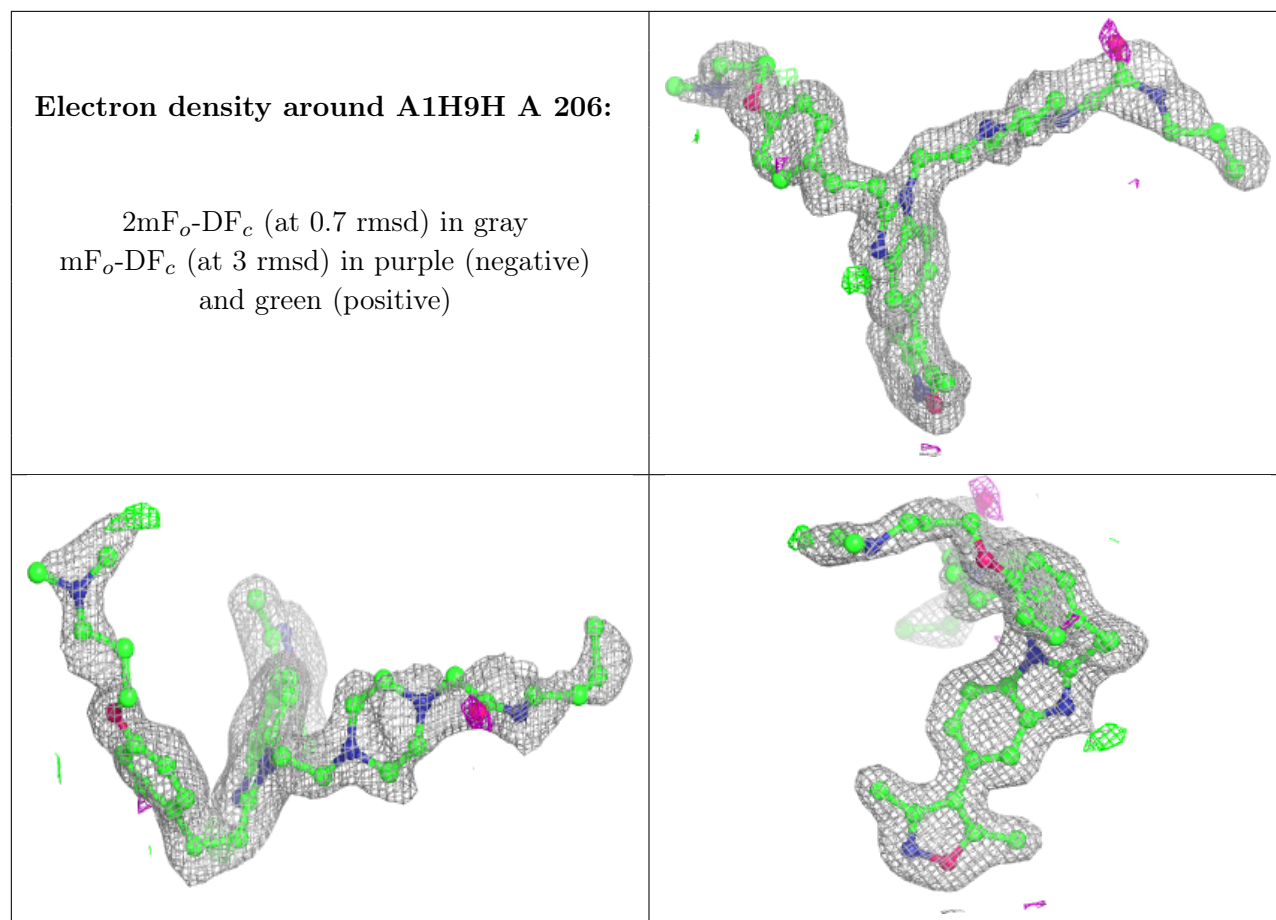 Electron density around A1H9H A 206:
2mFo-DFc (at 0.7 rmsd) in gray
mFo-DFc (at 3 rmsd) in purple (negative)
and green (positive)